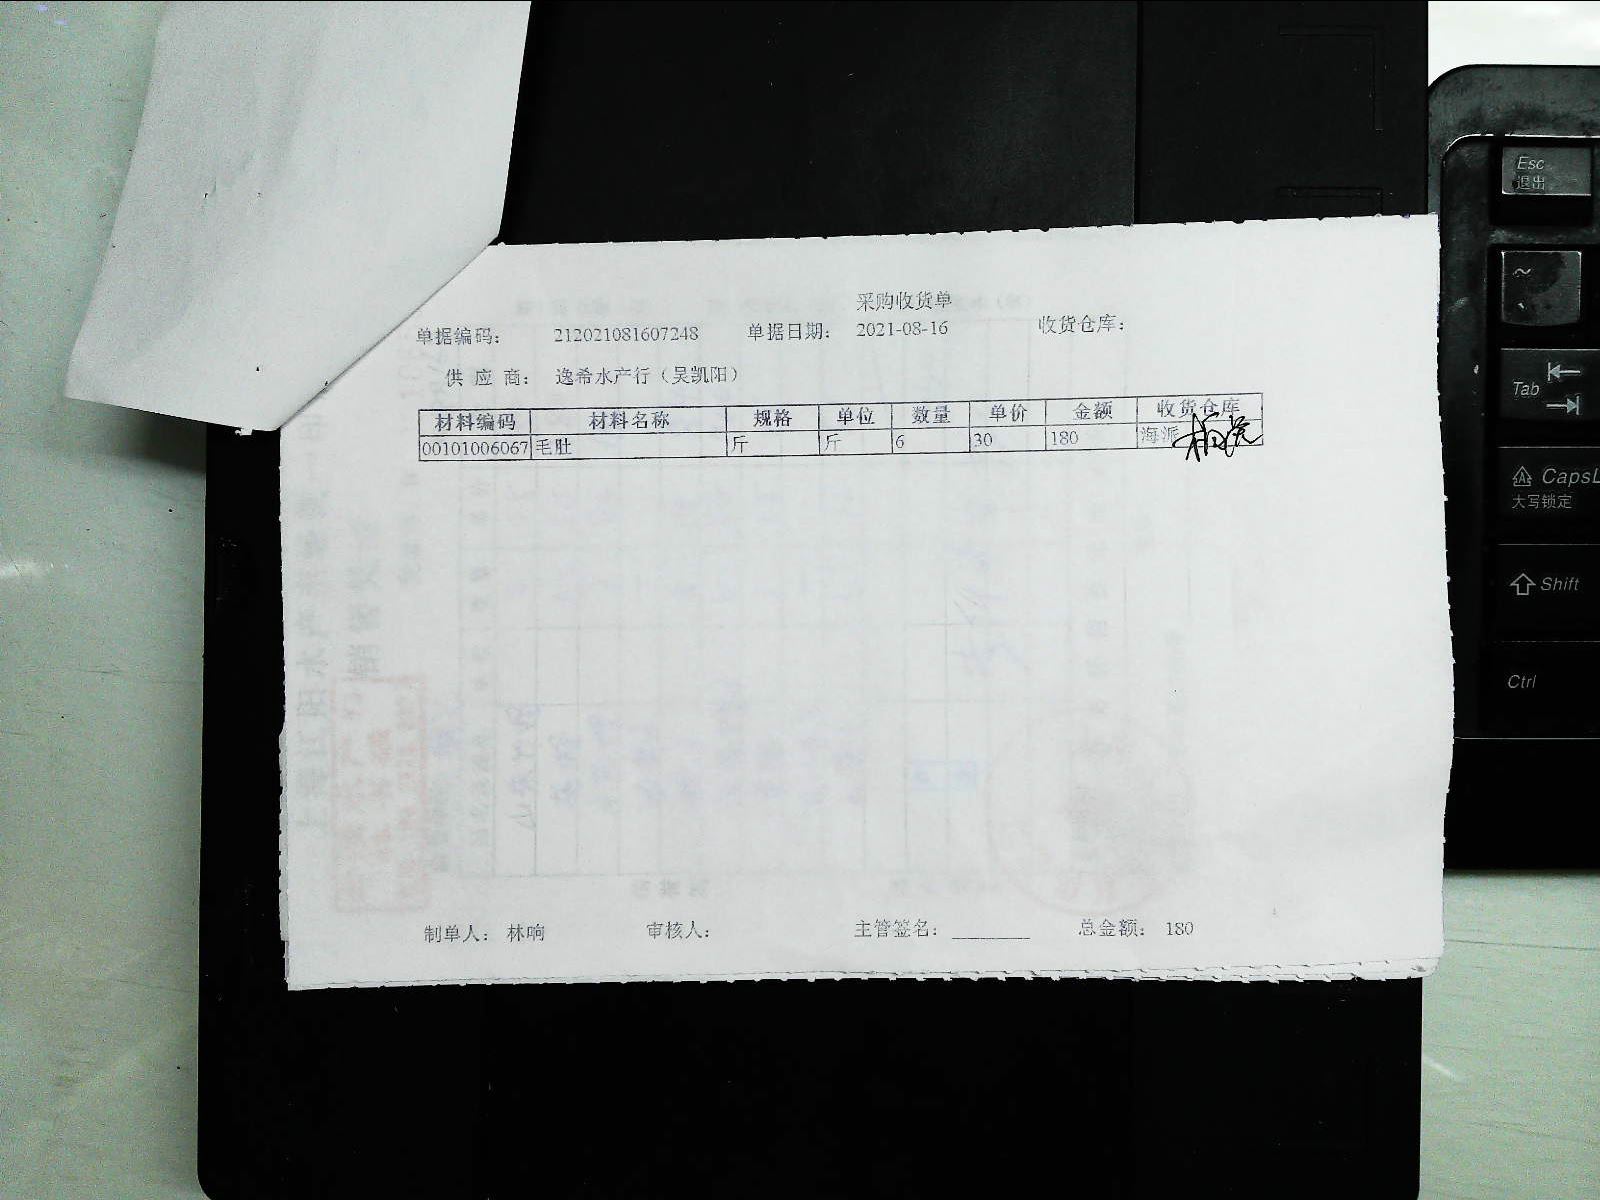 采购收货单
单据编码： 212021081607248 单据日期： 2021-08-16 收货仓库：
供 应 商： 逸希水产行（吴凯阳）
材料编码 材料名称 规格 单位 数量 单价 金额 收货仓库
00101006067 毛肚 斤 斤 6 30 180 海派
制单人： 林响 审核人： 主管签名： ________ 总金额： 180
Esc
退出
~
Tab
CapsL
大写锁定
Shift
Ctrl